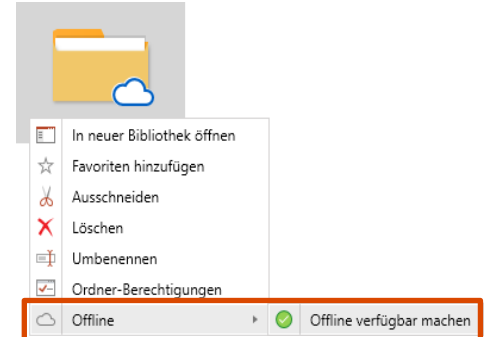 In neuer Bibliothek öffnen
Favoriten hinzufügen
Ausschneiden
Löschen
Umbenennen
Ordner-Berechtigungen
Offline
Offline verfügbar machen